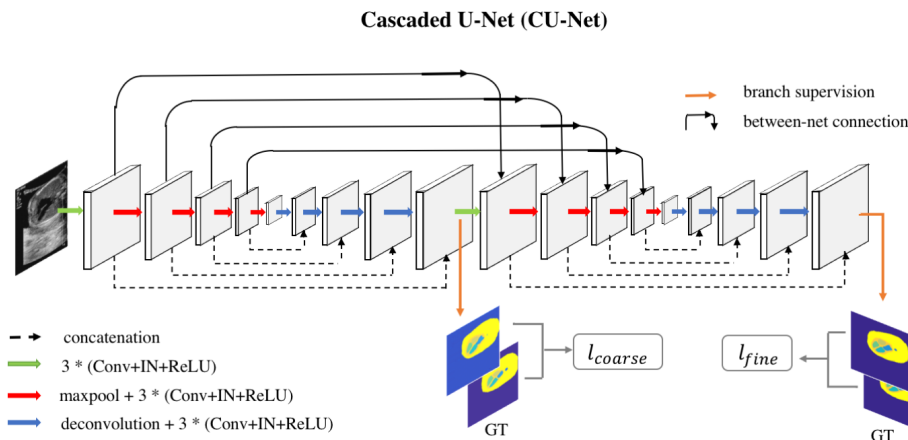 Cascaded U-Net (CU-Net)
branch supervision
between-net connection
concatenation
3 * (Conv+IN+ReLU)
maxpool + 3 * (Conv+IN+ReLU)
deconvolution + 3 * (Conv+IN+ReLU)
l_coarse
GT
l_fine
GT